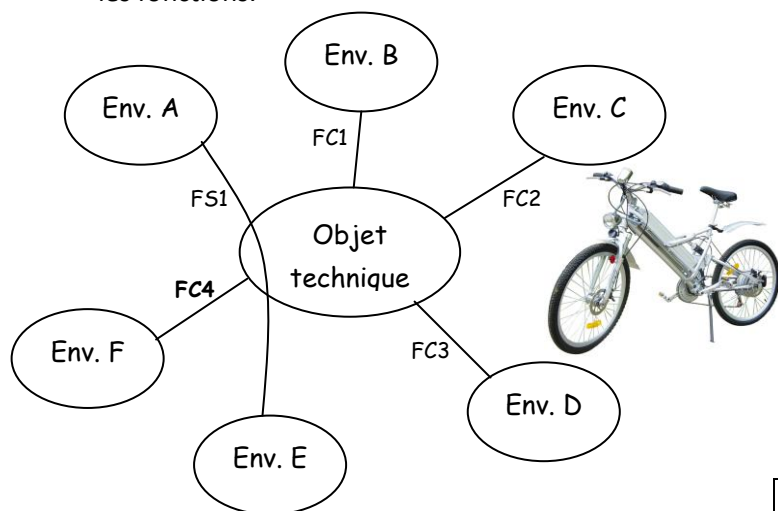 les fonctions.
Env. B
Env. A
Env. C
FC1
FS1
FC2
Objet
technique
FC4
Env. F
FC3
Env. D
Env. E